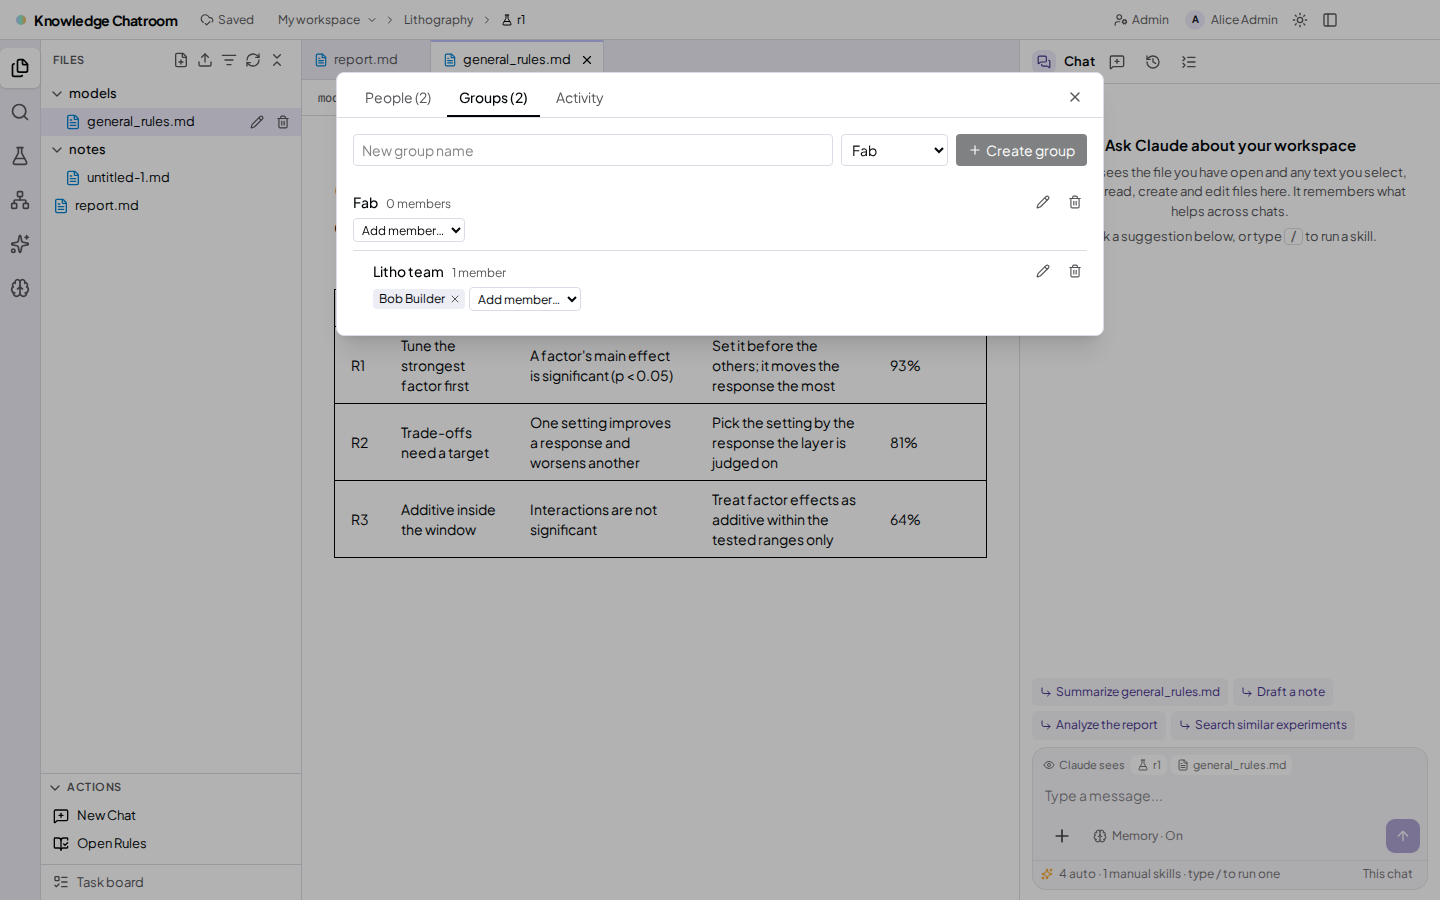 Knowledge Chatroom
Saved
My workspace
Lithography
r1
Admin
A
Alice Admin
FILES
models
general_rules.md
notes
untitled-1.md
report.md
ACTIONS
New Chat
Open Rules
Task board
report.md
general_rules.md
People (2)
Groups (2)
Activity
New group name
Fab
Create group
Fab 0 members
Add member...
Litho team 1 member
Bob Builder
Add member...
R1
Tune the
strongest
factor first
A factor's main effect
is significant (p < 0.05)
Set it before the
others; it moves the
response the most
93%
R2
Trade-offs
need a target
One setting improves
a response and
worsens another
Pick the setting by the
response the layer is
judged on
81%
R3
Additive inside
the window
Interactions are not
significant
Treat factor effects as
additive within the
tested ranges only
64%
Chat
Ask Claude about your workspace
sees the file you have open and any text you select,
read, create and edit files here. It remembers what
helps across chats.
a suggestion below, or type / to run a skill.
Summarize general_rules.md
Draft a note
Analyze the report
Search similar experiments
Claude sees
r1
general_rules.md
Type a message...
Memory · On
4 auto · 1 manual skills · type / to run one
This chat